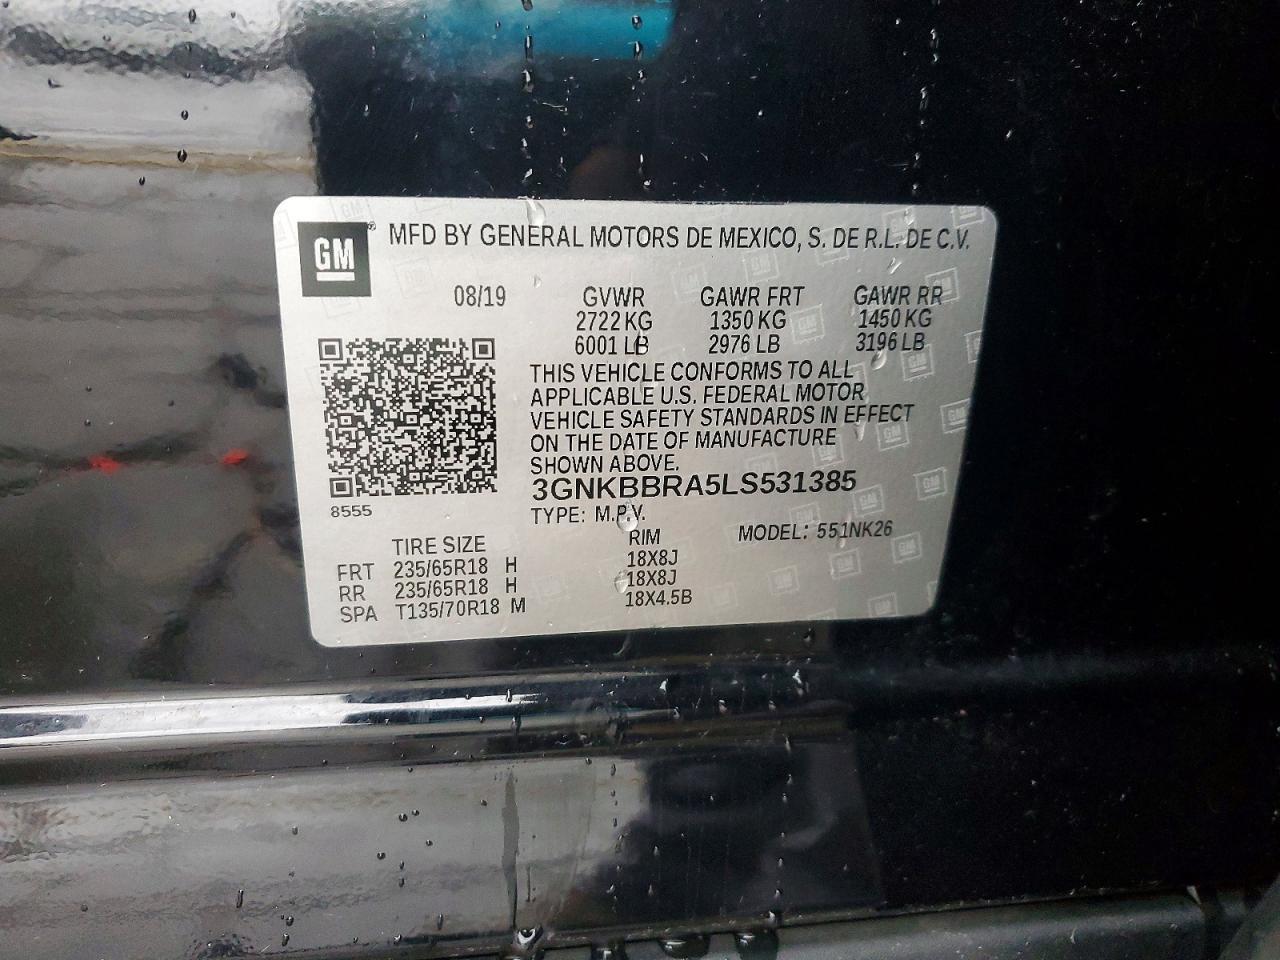 GM® MFD BY GENERAL MOTORS DE MEXICO, S. DE R.L. DE C.V.
08/19 GVWR GAWR FRT GAWR RR
2722 KG 1350 KG 1450 KG
6001 LB 2976 LB 3196 LB
THIS VEHICLE CONFORMS TO ALL
APPLICABLE U.S. FEDERAL MOTOR
VEHICLE SAFETY STANDARDS IN EFFECT
ON THE DATE OF MANUFACTURE
SHOWN ABOVE.
3GNKBBRA5LS531385
8555
TYPE: M.P.V. MODEL: 551NK26
TIRE SIZE RIM
FRT 235/65R18 H 18X8J
RR 235/65R18 H 18X8J
SPA T135/70R18 M 18X4.5B